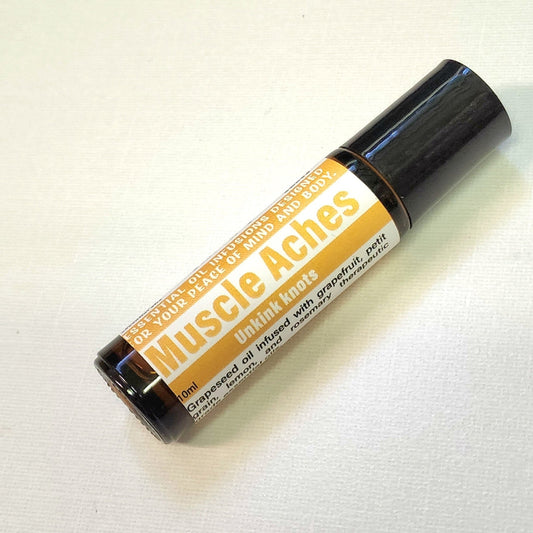 ESSENTIAL OIL INFUSIONS DESIGNED
OR YOUR PEACE OF MIND AND BODY.
Muscle Aches
Unkink knots
10ml
Grapeseed oil infused with grapefruit, petit
grain, lemon, and rosemary therapeutic